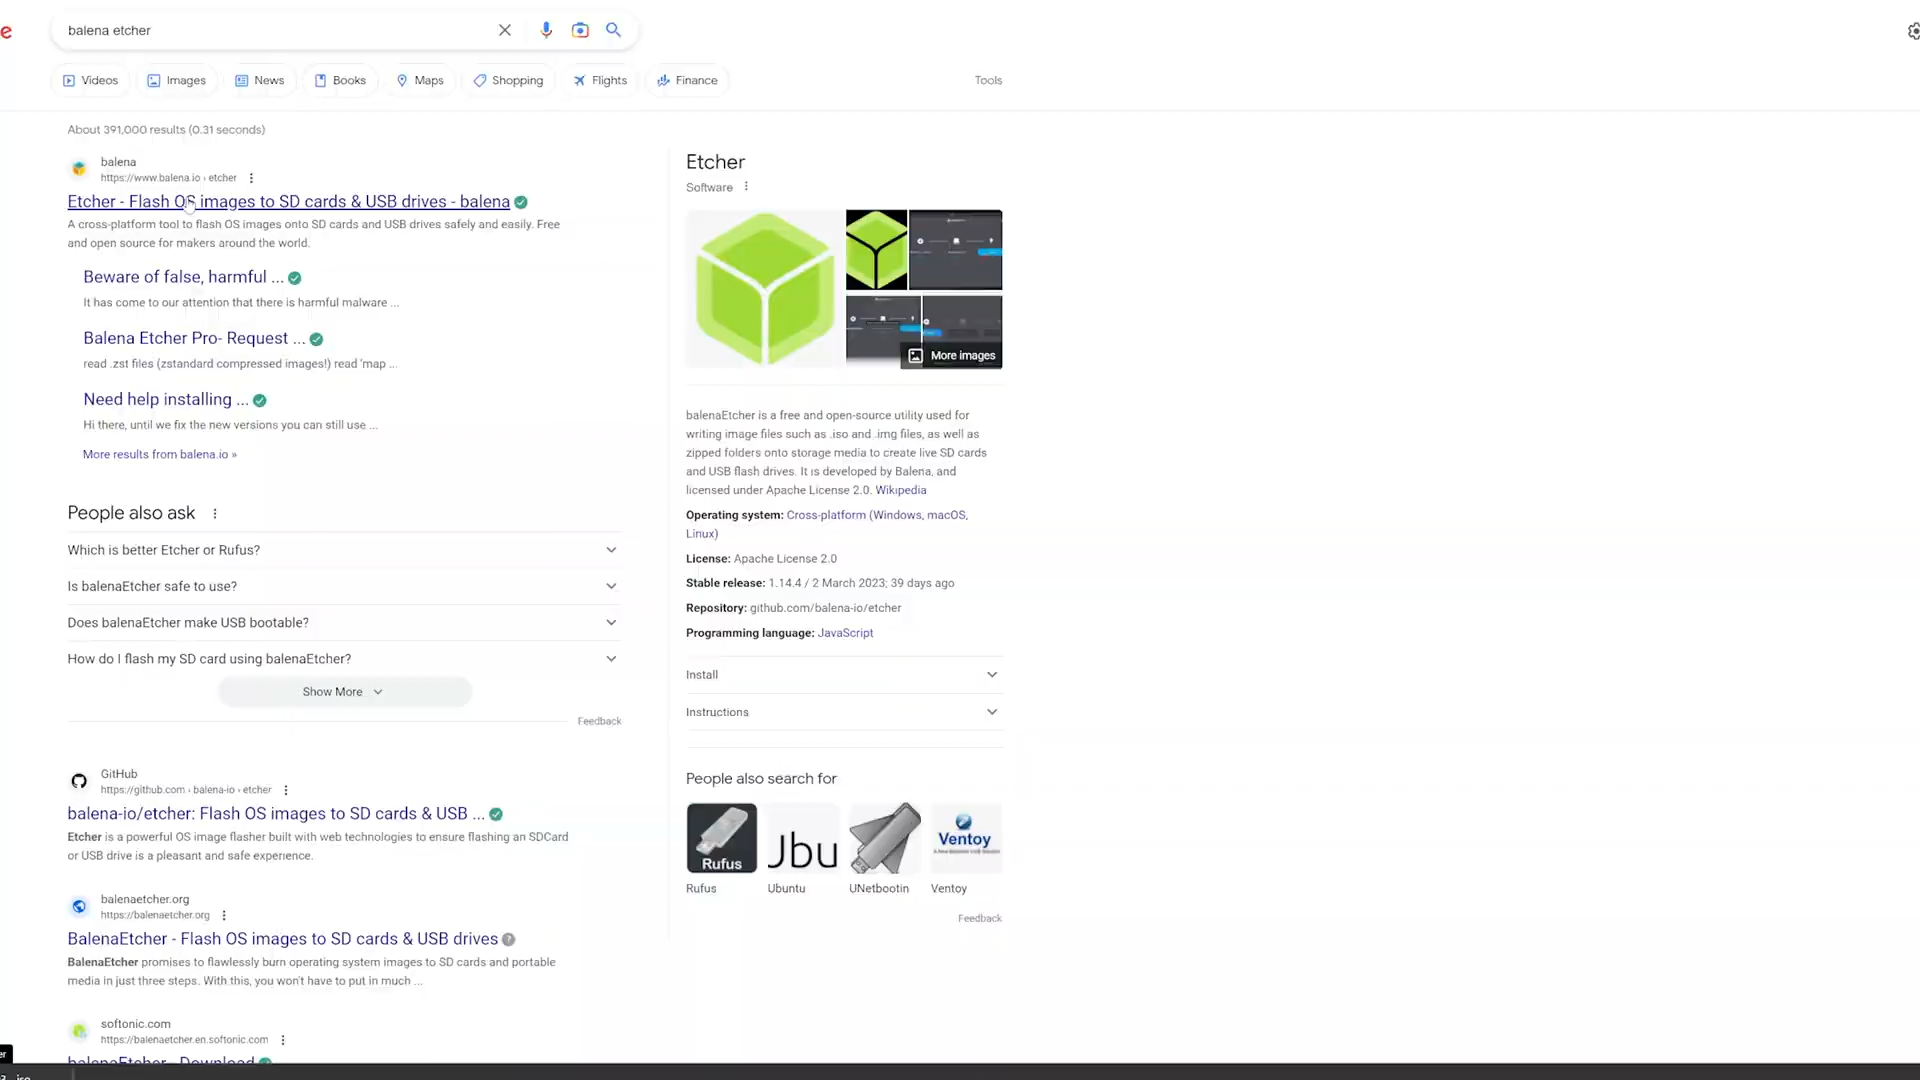 e
balena etcher
Videos
Images
News
Books
Maps
Shopping
Flights
Finance
Tools
About 391,000 results (0.31 seconds)
balena
https://www.balena.io › etcher
Etcher - Flash OS images to SD cards & USB drives - balena
A cross-platform tool to flash OS images onto SD cards and USB drives safely and easily. Free
and open source for makers around the world.
Beware of false, harmful ...
It has come to our attention that there is harmful malware ...
Balena Etcher Pro- Request ...
read .zst files (zstandard compressed images!) read 'map ...
Need help installing ...
Hi there, until we fix the new versions you can still use ...
More results from balena.io »
People also ask
Which is better Etcher or Rufus?
Is balenaEtcher safe to use?
Does balenaEtcher make USB bootable?
How do I flash my SD card using balenaEtcher?
Show More
Feedback
GitHub
https://github.com › balena-io › etcher
balena-io/etcher: Flash OS images to SD cards & USB ...
Etcher is a powerful OS image flasher built with web technologies to ensure flashing an SDCard
or USB drive is a pleasant and safe experience.
balenaetcher.org
https://balenaetcher.org
BalenaEtcher - Flash OS images to SD cards & USB drives
?
BalenaEtcher promises to flawlessly burn operating system images to SD cards and portable
media in just three steps. With this, you won't have to put in much ...
softonic.com
https://balenaetcher.en.softonic.com
balenaEtcher - Download
er
Etcher
Software
More images
balenaEtcher is a free and open-source utility used for
writing image files such as .iso and .img files, as well as
zipped folders onto storage media to create live SD cards
and USB flash drives. It is developed by Balena, and
licensed under Apache License 2.0. Wikipedia
Operating system: Cross-platform (Windows, macOS,
Linux)
License: Apache License 2.0
Stable release: 1.14.4 / 2 March 2023; 39 days ago
Repository: github.com/balena-io/etcher
Programming language: JavaScript
Install
Instructions
People also search for
Rufus
Jbu
Ventoy
Rufus
Ubuntu
UNetbootin
Ventoy
Feedback